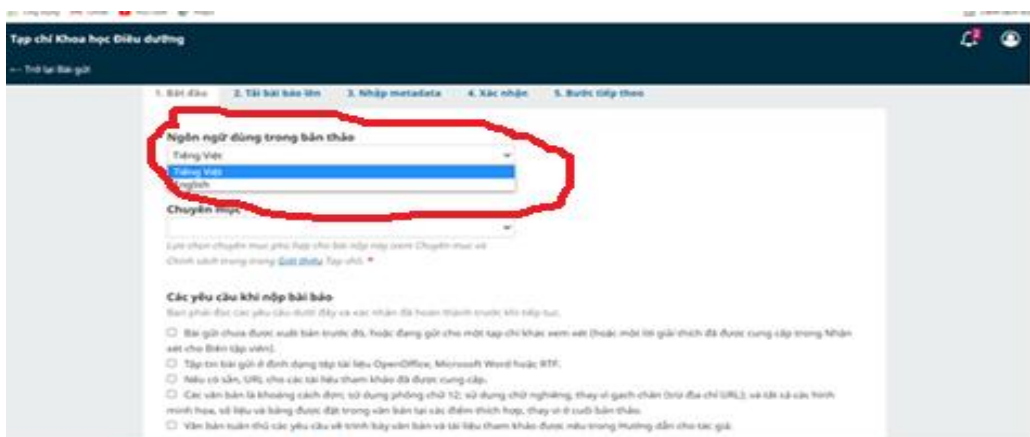 Tạp chí Khoa học Điều dưỡng
2
← Trở lại Bài gửi
1. Bắt đầu 2. Tải bài báo lên 3. Nhập metadata 4. Xác nhận 5. Bước tiếp theo
Ngôn ngữ dùng trong bản thảo
Tiếng Việt
Tiếng Việt
English
Chuyên mục
Lựa chọn chuyên mục phù hợp cho bài nộp này (xem Chuyên mục và
Chính sách trong trang Giới thiệu Tạp chí). *
Các yêu cầu khi nộp bài báo
Bạn phải đọc các yêu cầu dưới đây và xác nhận đã hoàn thành trước khi tiếp tục.
Bài gửi chưa được xuất bản trước đó, hoặc đang gửi cho một tạp chí khác xem xét (hoặc một lời giải thích đã được cung cấp trong Nhận
xét cho Biên tập viên).
Tập tin bài gửi ở định dạng tệp tài liệu OpenOffice, Microsoft Word hoặc RTF.
Nếu có sẵn, URL cho các tài liệu tham khảo đã được cung cấp.
Các văn bản là khoảng cách đơn; sử dụng phông chữ 12; sử dụng chữ nghiêng, thay vì gạch chân (trừ địa chỉ URL); và tất cả các hình
minh họa, số liệu và bảng được đặt trong văn bản tại các điểm thích hợp, thay vì ở cuối bản thảo.
Văn bản tuân thủ các yêu cầu về trình bày văn bản và tài liệu tham khảo được nêu trong Hướng dẫn cho tác giả.